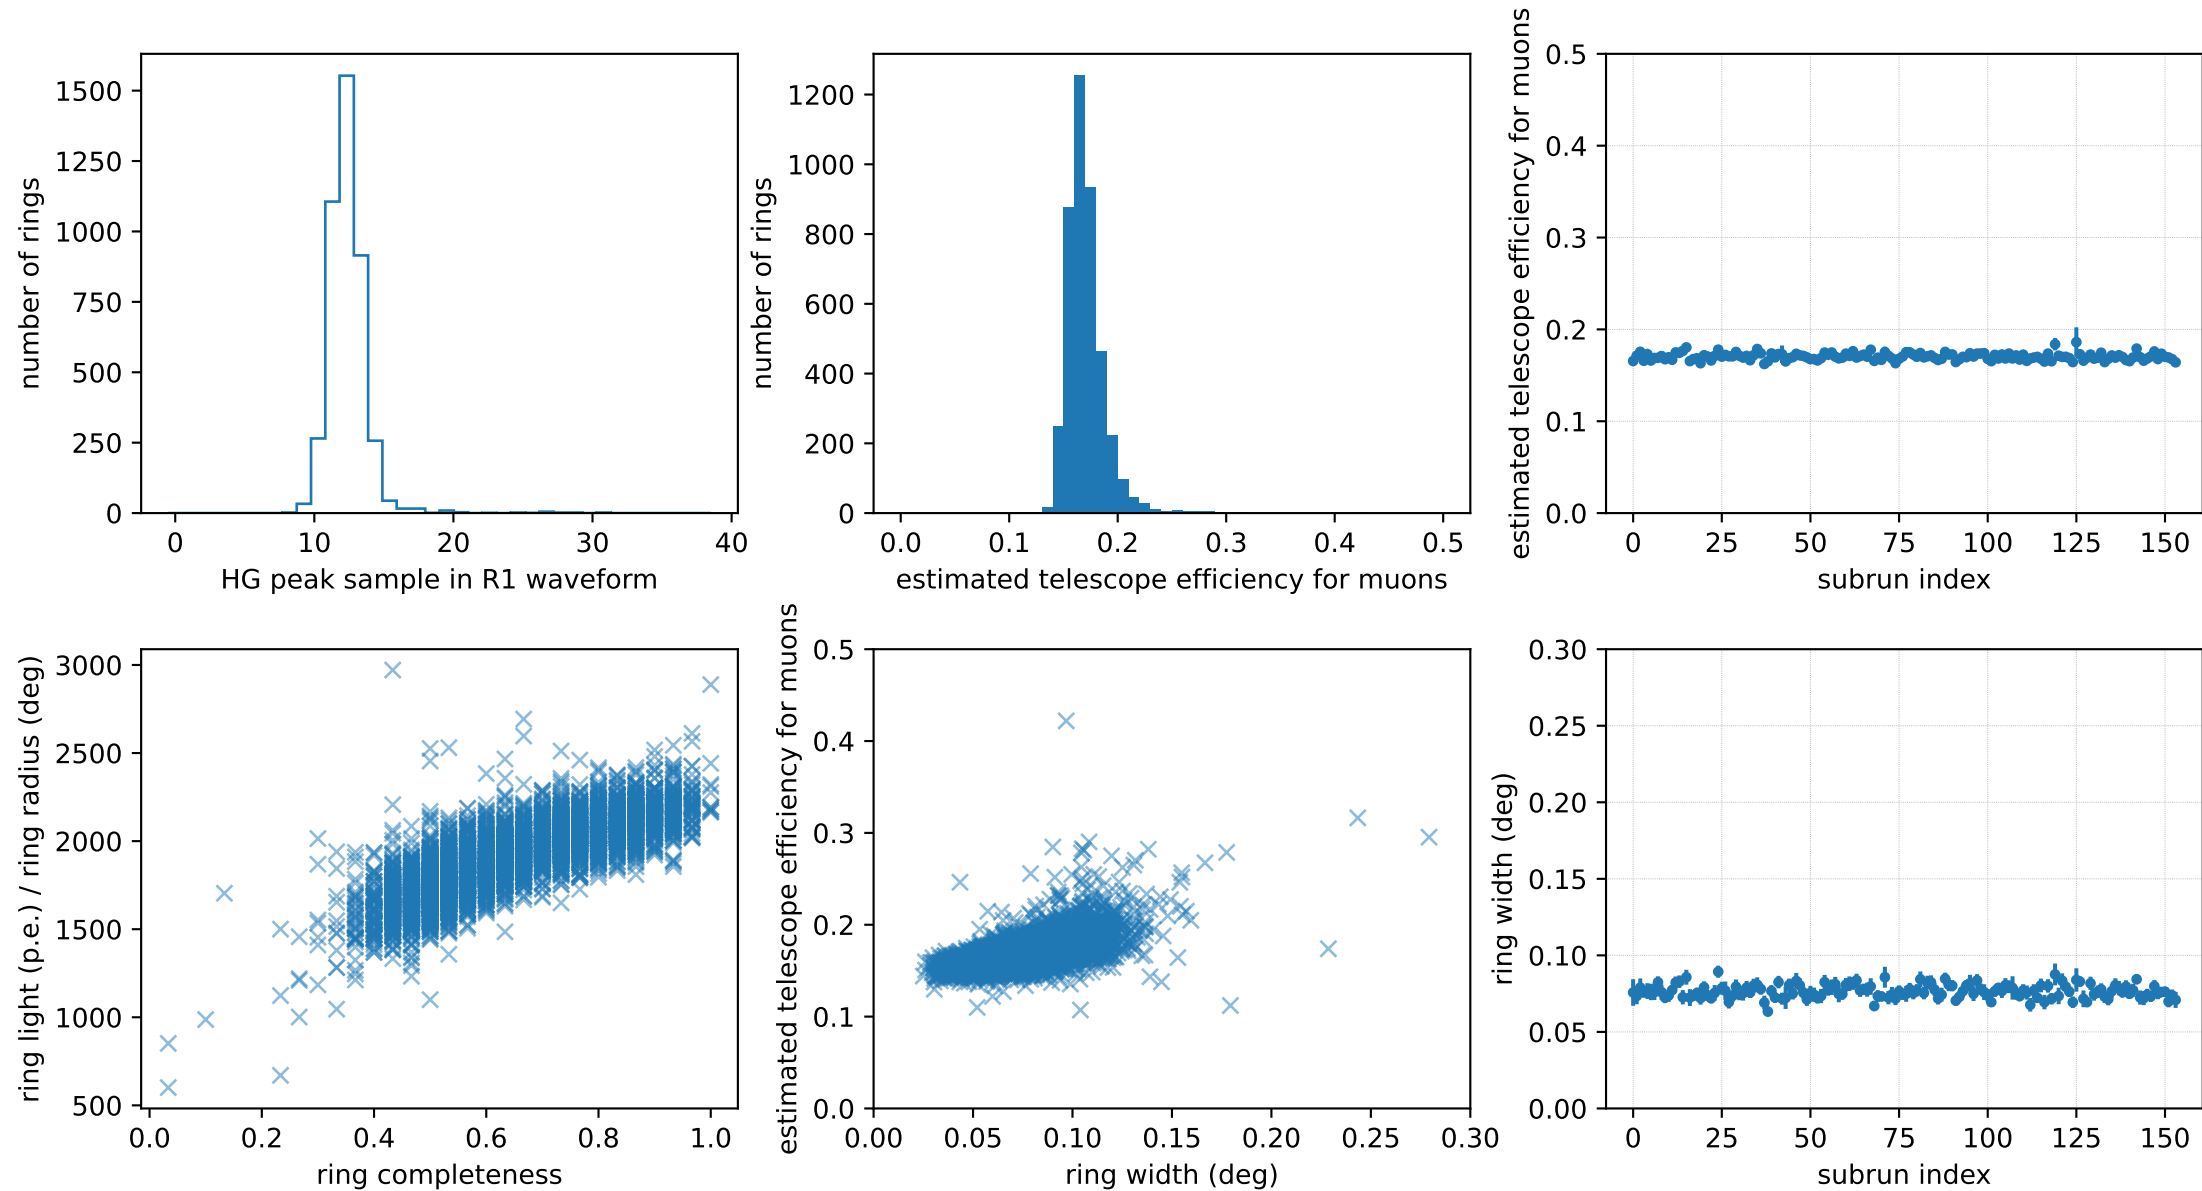 number of rings
1500
1250
1000
750
500
250
0
0 10 20 30 40
HG peak sample in R1 waveform
number of rings
1200
1000
800
600
400
200
0
0.0 0.1 0.2 0.3 0.4 0.5
estimated telescope efficiency for muons
estimated telescope efficiency for muons
0.5
0.4
0.3
0.2
0.1
0.0
0 25 50 75 100 125 150
subrun index
ring light (p.e.) / ring radius (deg)
3000
2500
2000
1500
1000
500
0.0 0.2 0.4 0.6 0.8 1.0
ring completeness
estimated telescope efficiency for muons
0.5
0.4
0.3
0.2
0.1
0.0
0.00 0.05 0.10 0.15 0.20 0.25 0.30
ring width (deg)
ring width (deg)
0.30
0.25
0.20
0.15
0.10
0.05
0.00
0 25 50 75 100 125 150
subrun index